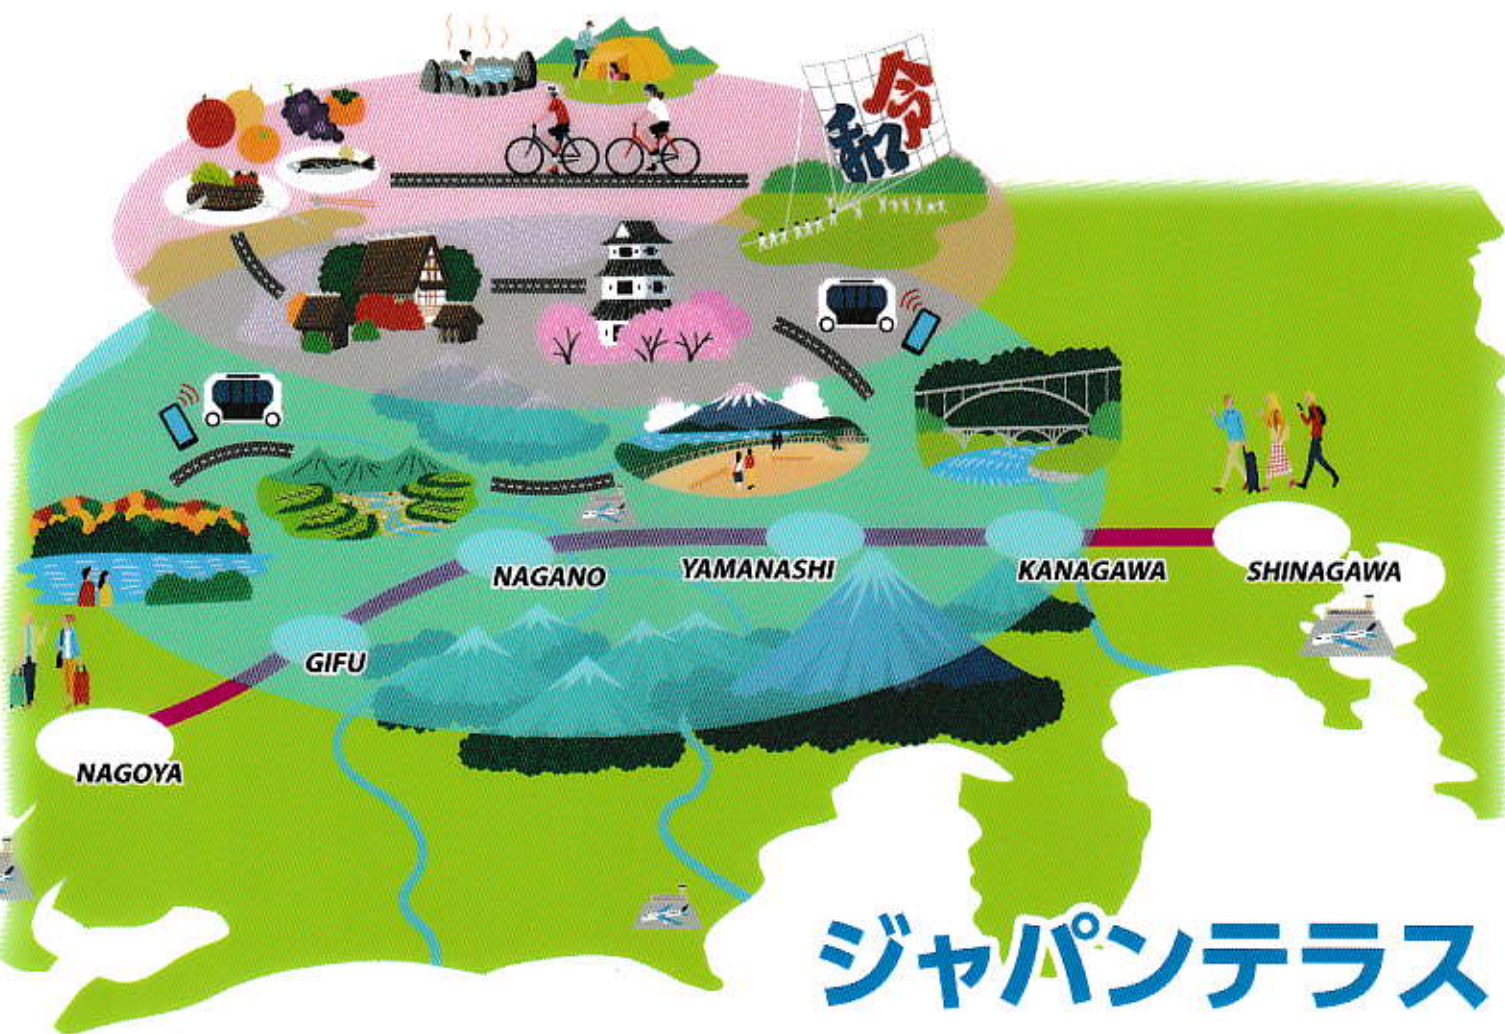 令和
NAGANO
YAMANASHI
KANAGAWA
SHINAGAWA
GIFU
NAGOYA
ジャパンテラス